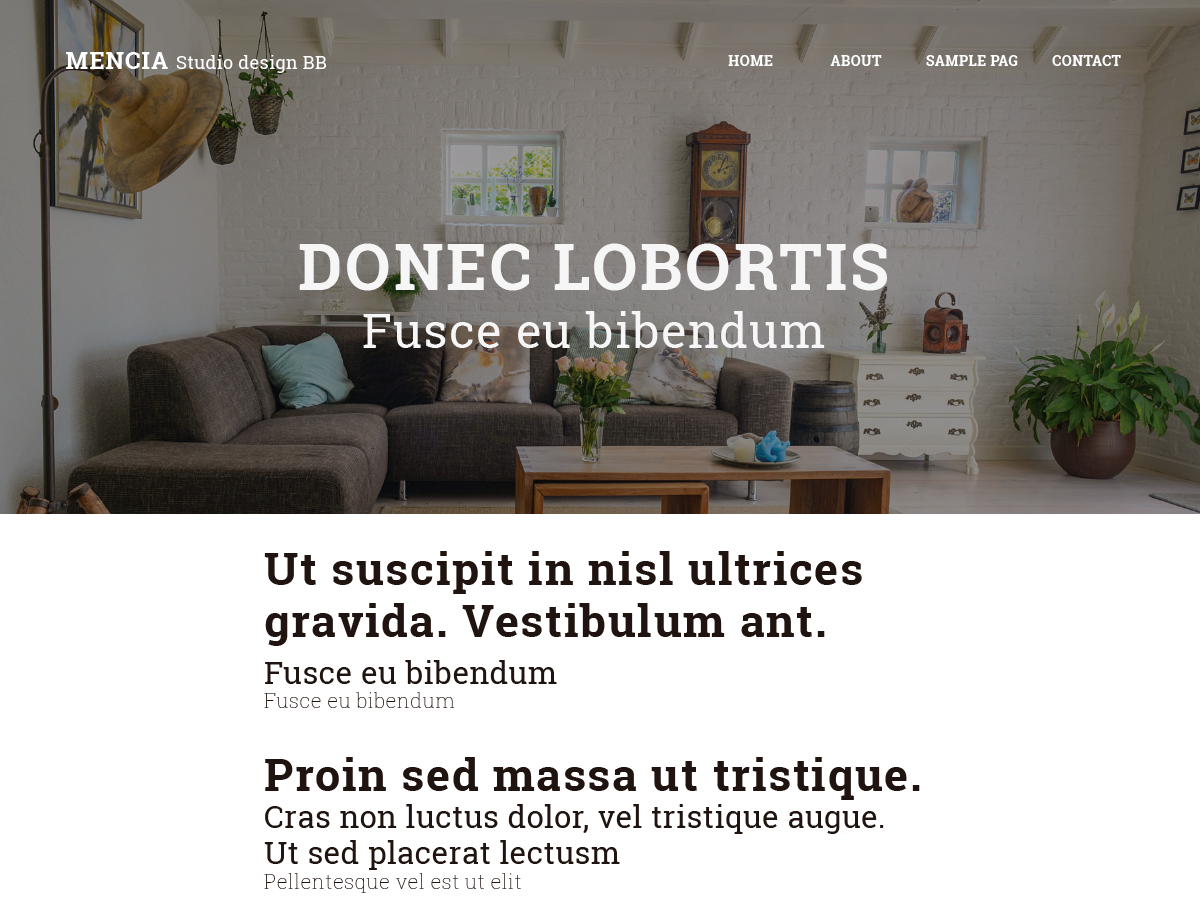 MENCIA Studio design BB
HOME ABOUT SAMPLE PAG CONTACT
DONEC LOBORTIS
Fusce eu bibendum
Ut suscipit in nisl ultrices
gravida. Vestibulum ant.
Fusce eu bibendum
Fusce eu bibendum
Proin sed massa ut tristique.
Cras non luctus dolor, vel tristique augue.
Ut sed placerat lectusm
Pellentesque vel est ut elit